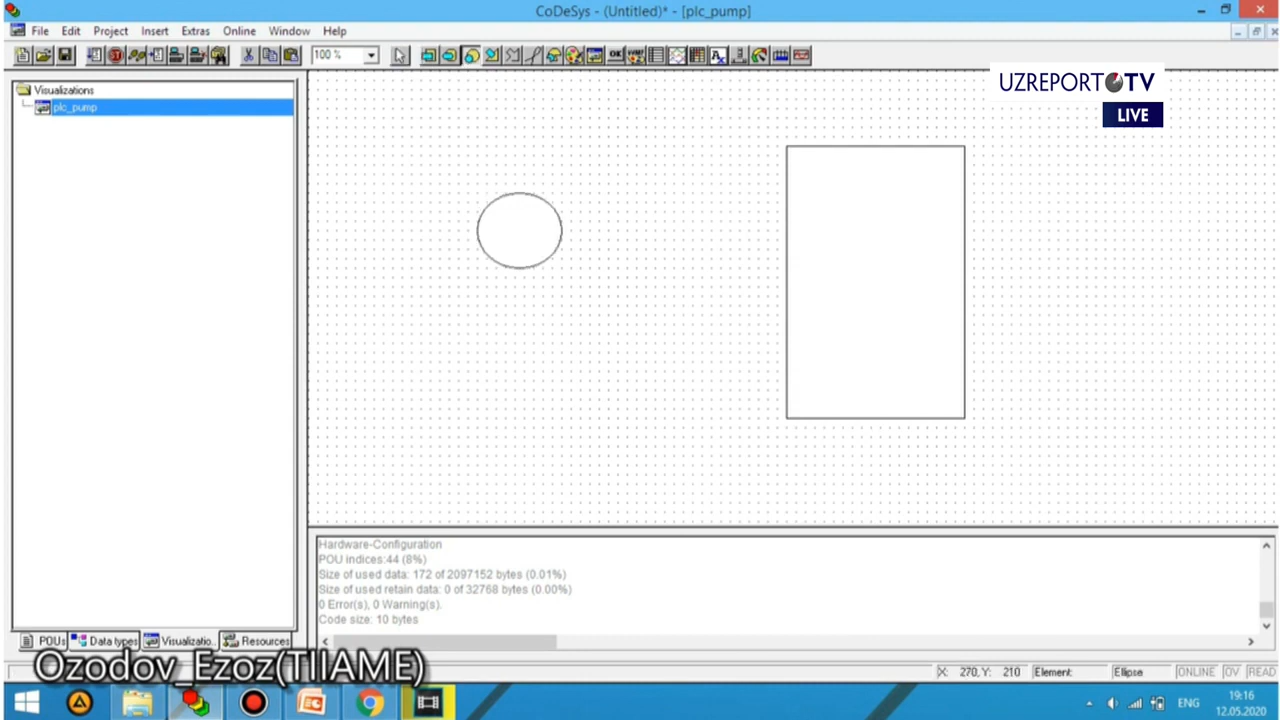 CoDeSys - (Untitled)* - [plc_pump]
File Edit Project Insert Extras Online Window Help
100 %
OK
UZREPORT TV
LIVE
Visualizations
plc_pump
Hardware-Configuration
POU indices:44 (8%)
Size of used data: 172 of 2097152 bytes (0.01%)
Size of used retain data: 0 of 32768 bytes (0.00%)
0 Error(s), 0 Warning(s).
Code size: 10 bytes
POUs Data types Visualizatio.. Resources
Ozodov_Ezoz(TIIAME)
X: 270, Y: 210 Element: Ellipse ONLINE OV READ
ENG
19:16
12.05.2020